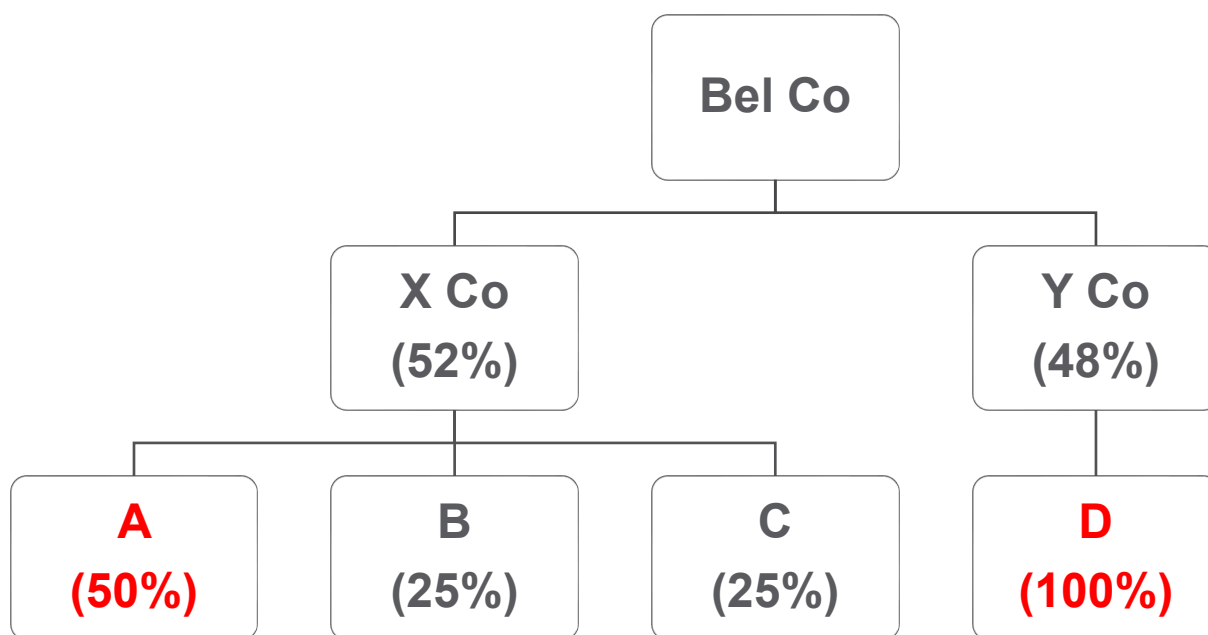 Bel Co
X Co
(52%)
Y Co
(48%)
A
(50%)
B
(25%)
C
(25%)
D
(100%)